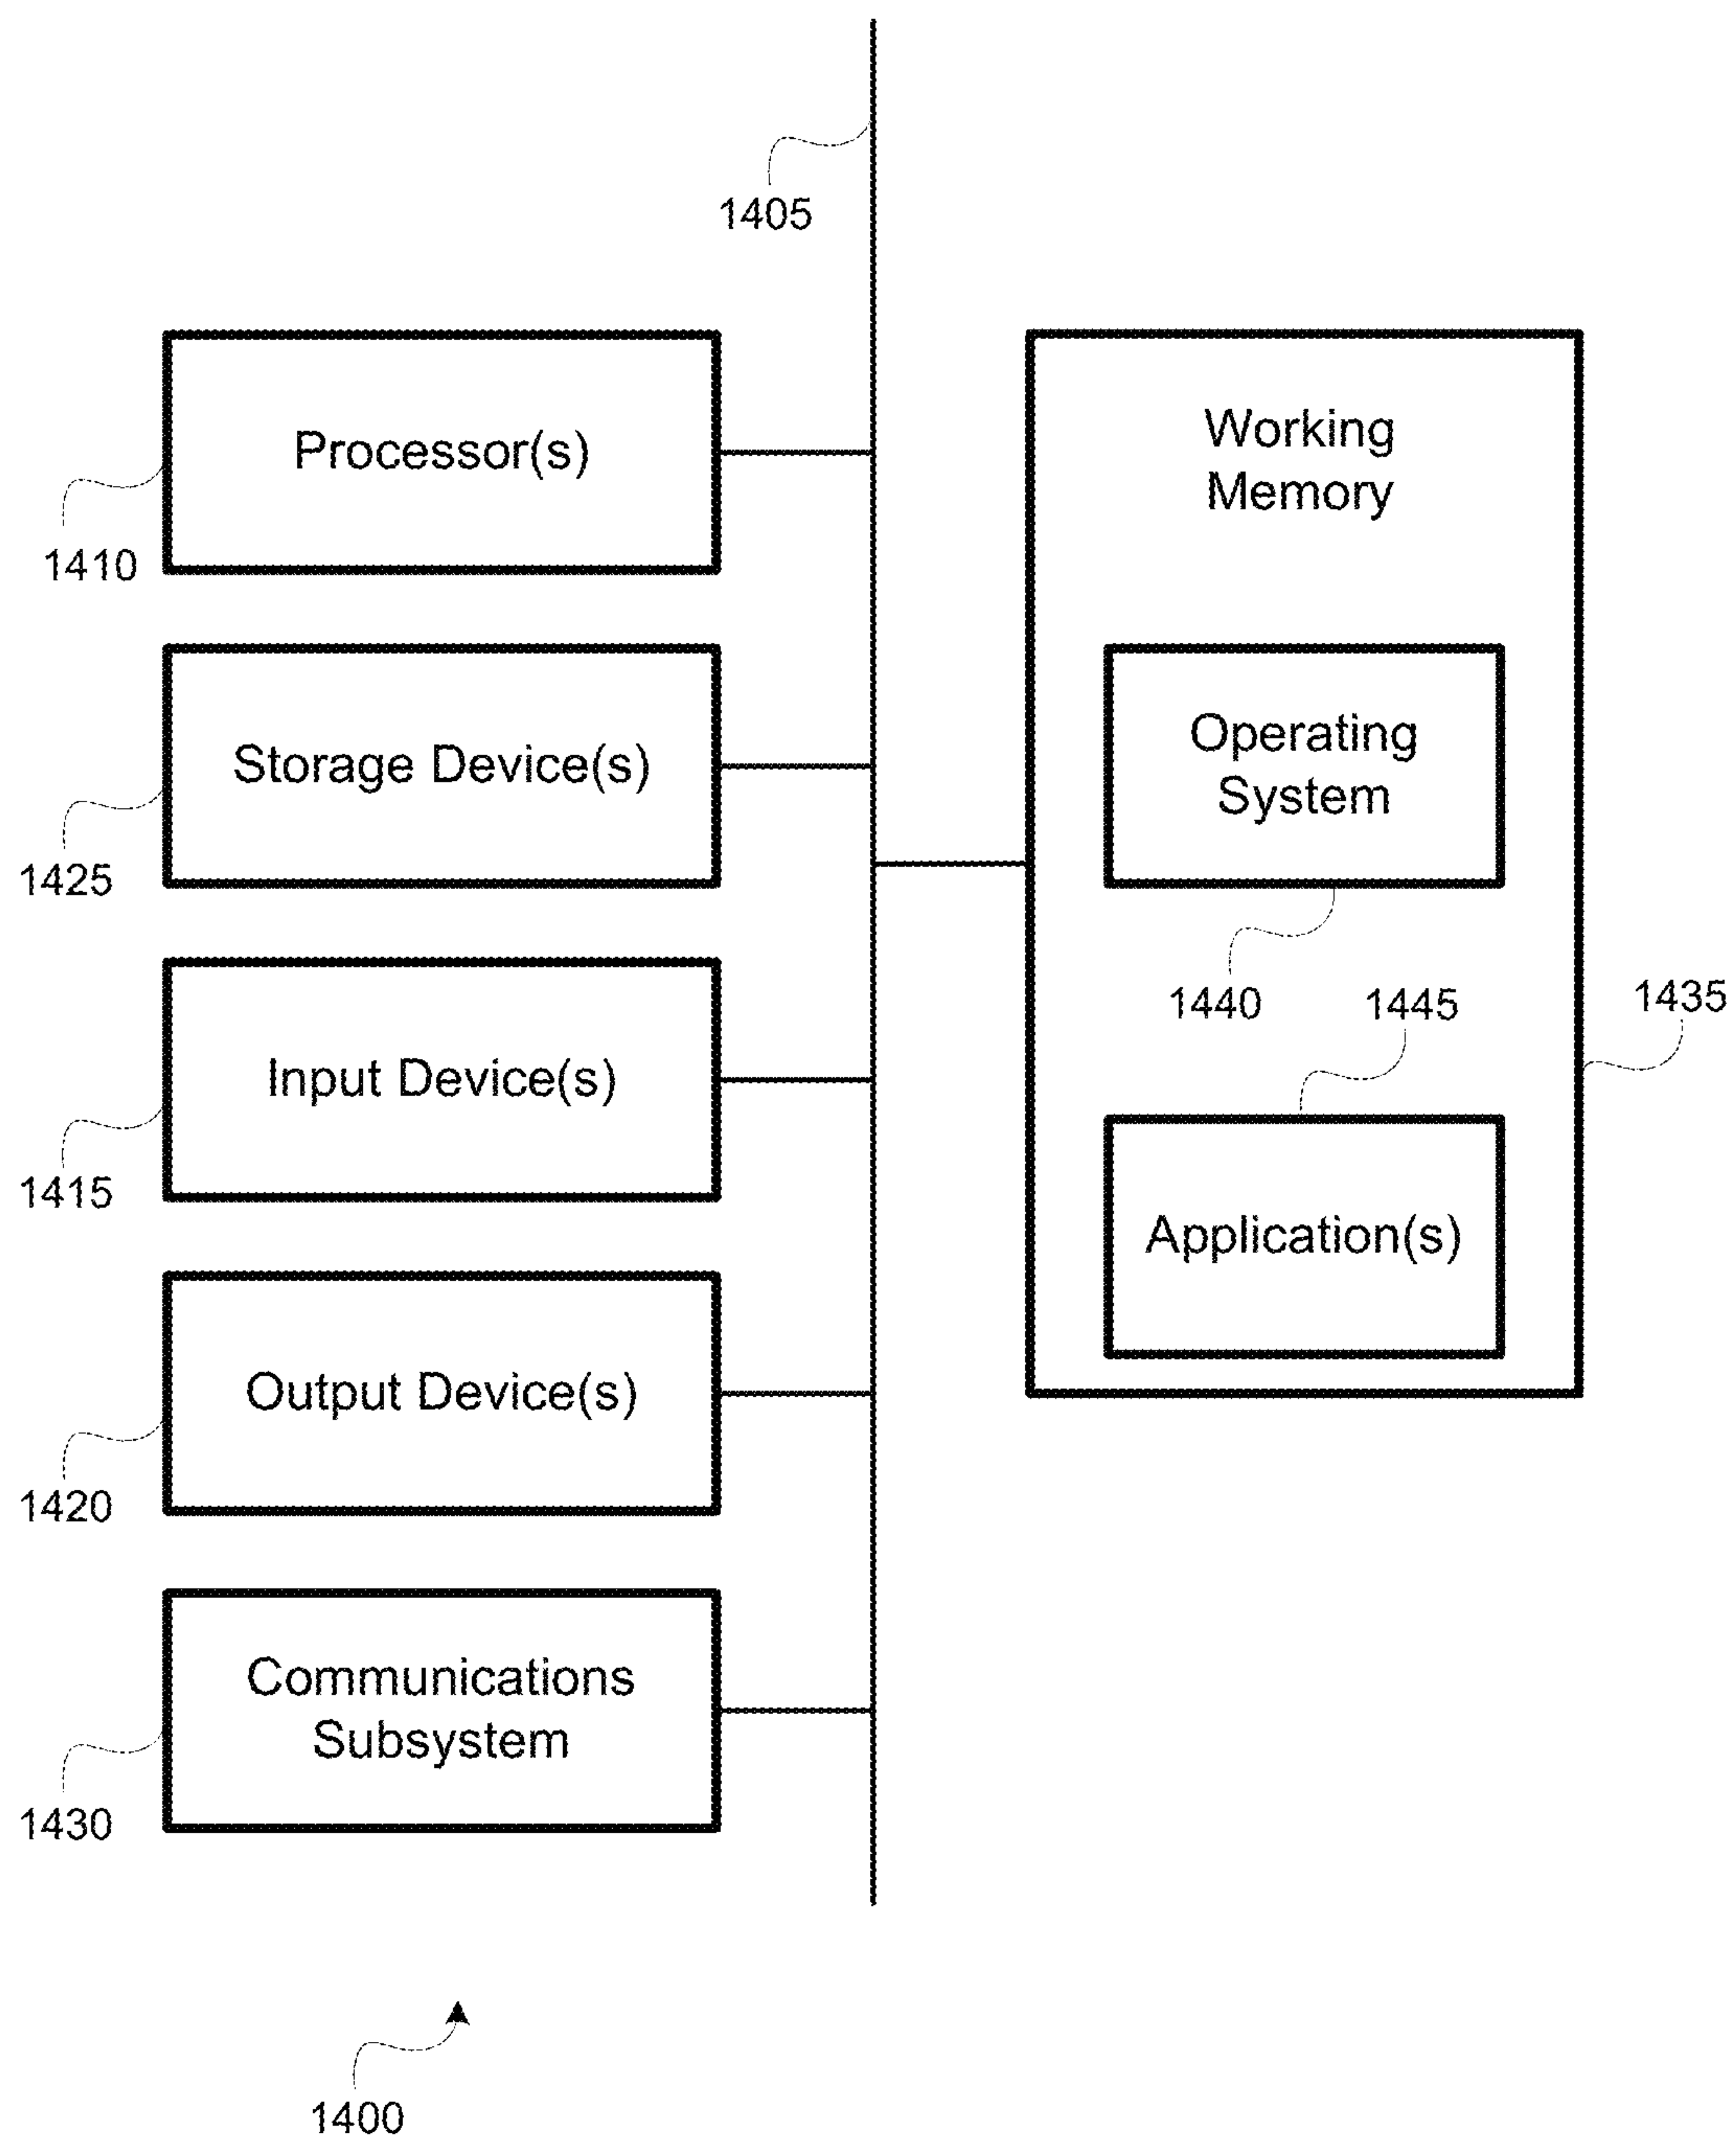 1405
Processor(s)
1410
Storage Device(s)
1425
Input Device(s)
1415
Output Device(s)
1420
Communications
Subsystem
1430
Working
Memory
Operating
System
1440
1445
1435
Application(s)
1400